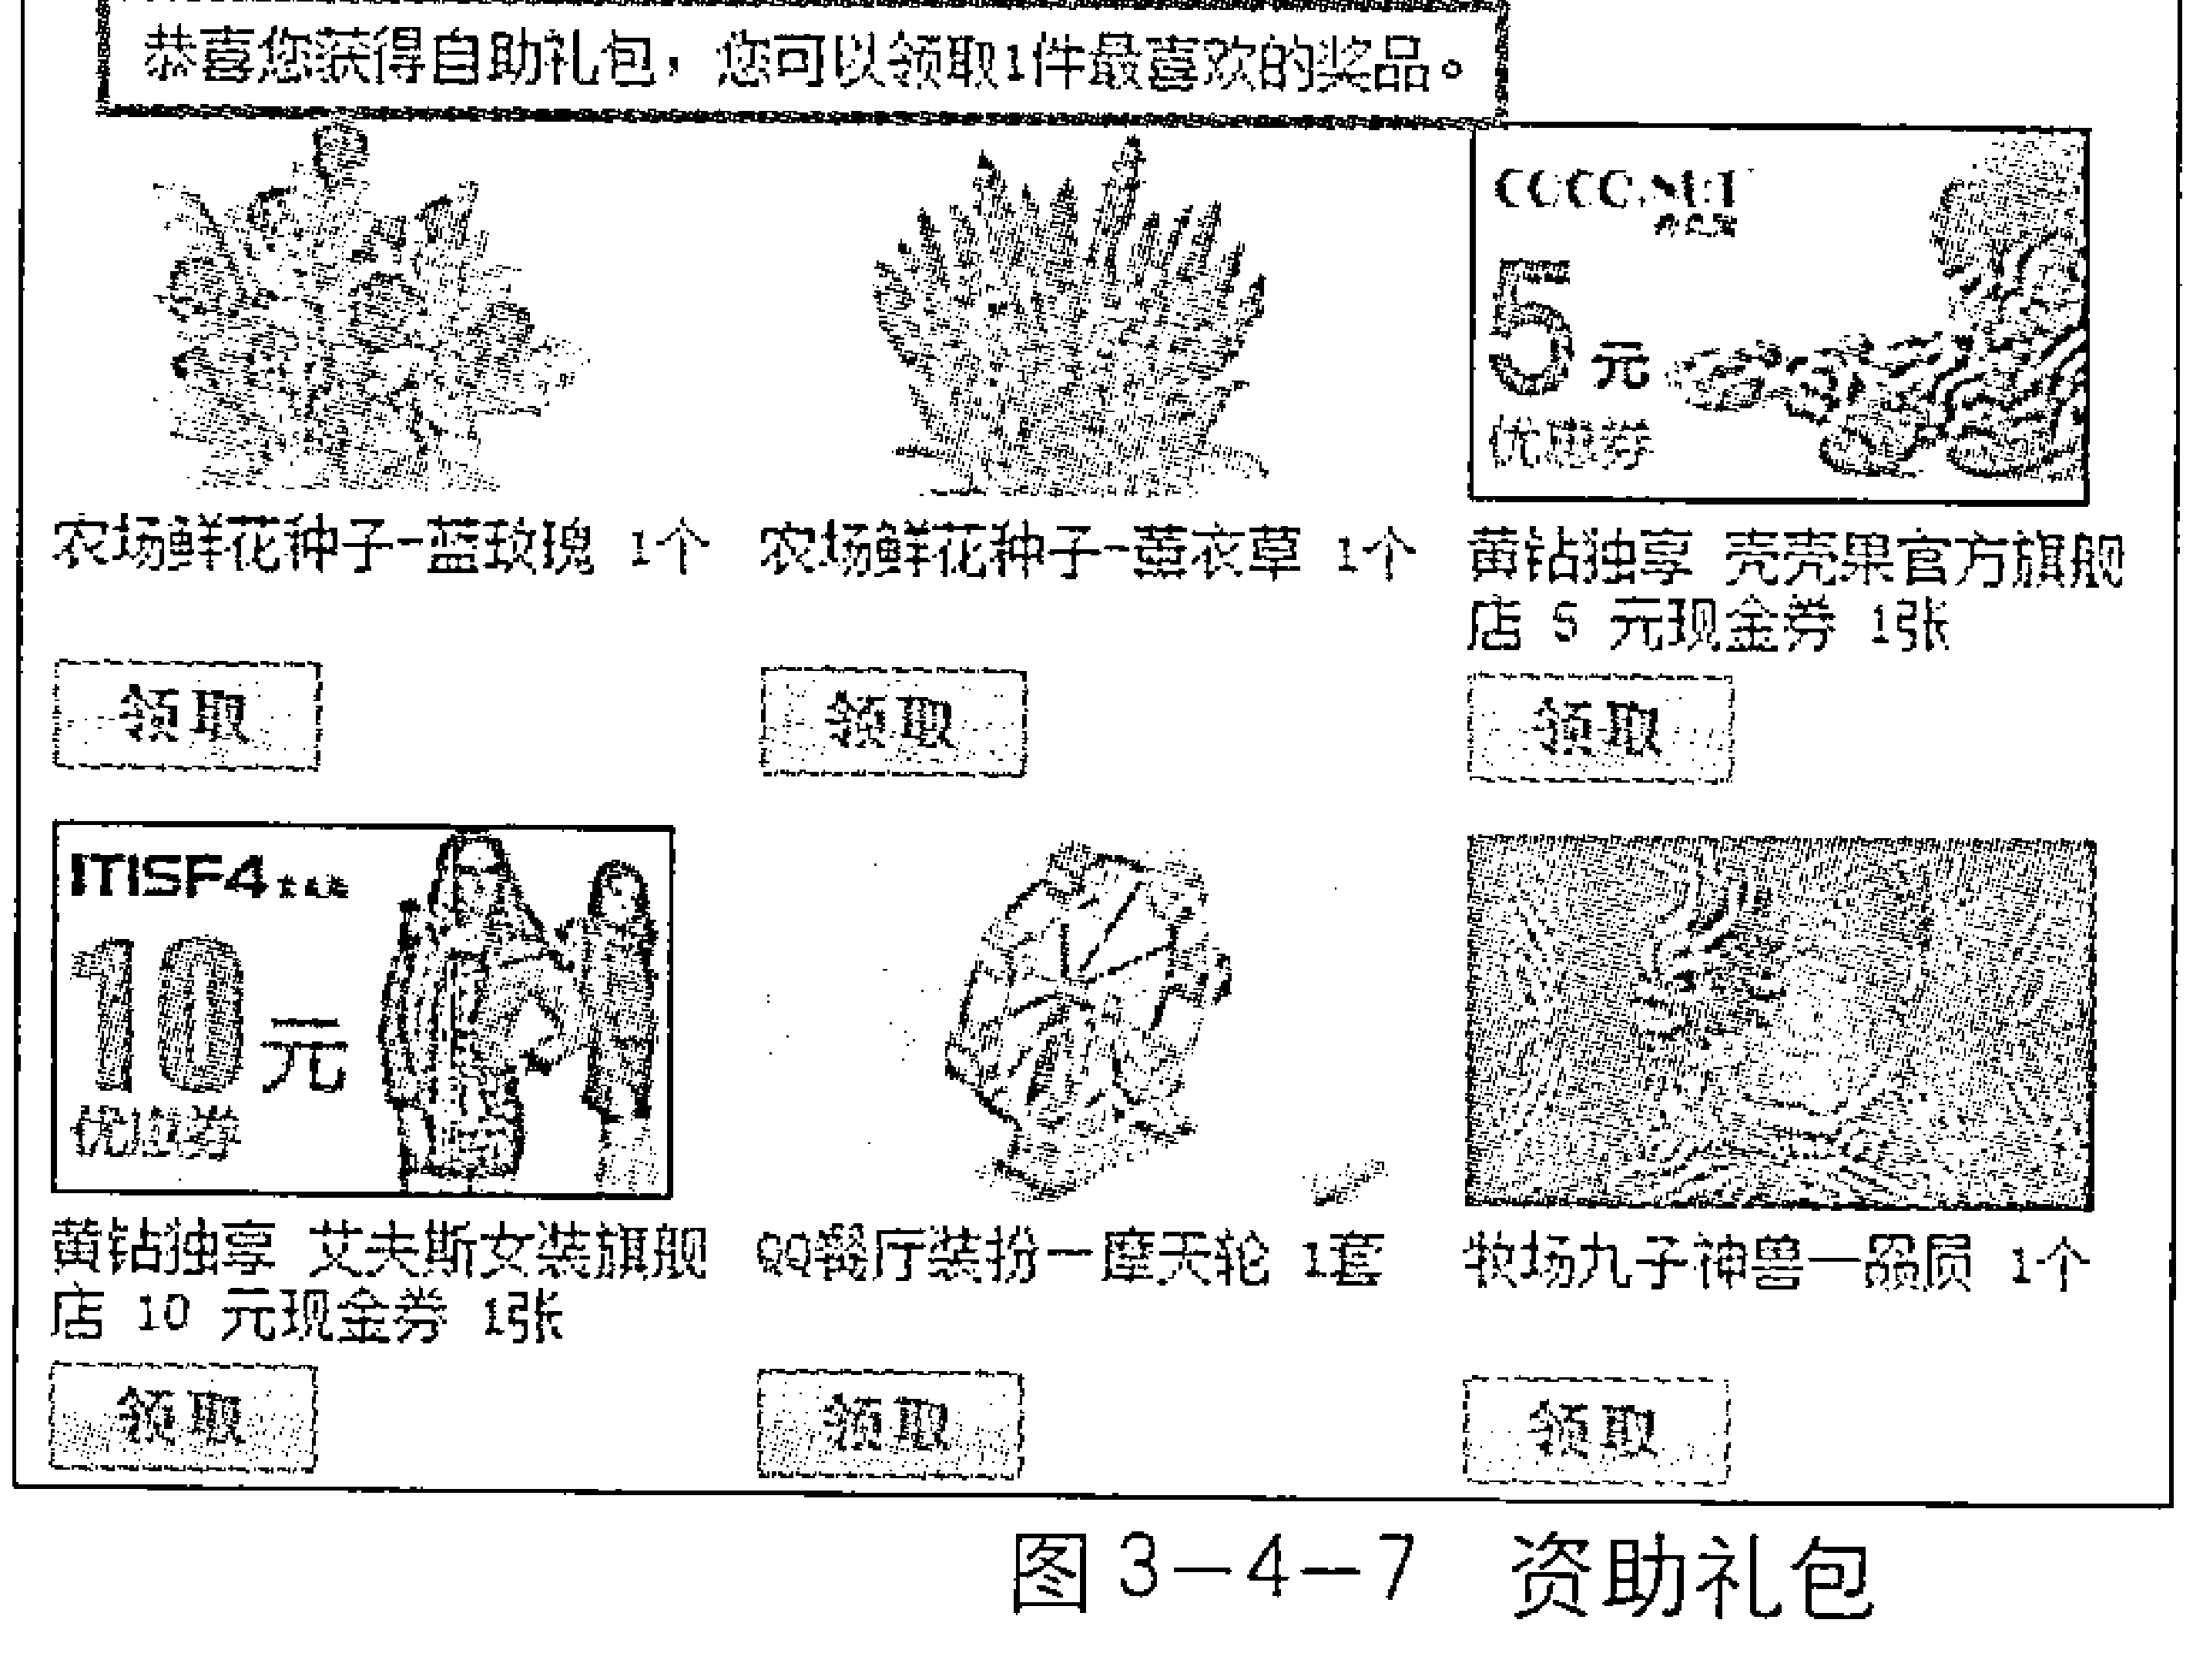 恭喜您获得自助礼包，您可以领取1件最喜欢的奖品。
5元
优惠券
农场鲜花种子-蓝玫瑰 1个
农场鲜花种子-薰衣草 1个
黄钻独享 壳壳果官方旗舰
店 5 元现金券 1张
领取
领取
领取
ITISF4
10元
优惠券
黄钻独享 艾夫斯女装旗舰
店 10 元现金券 1张
QQ餐厅装扮—摩天轮 1套
牧场九子神兽—赑屃 1个
领取
领取
领取
图3-4-7 资助礼包